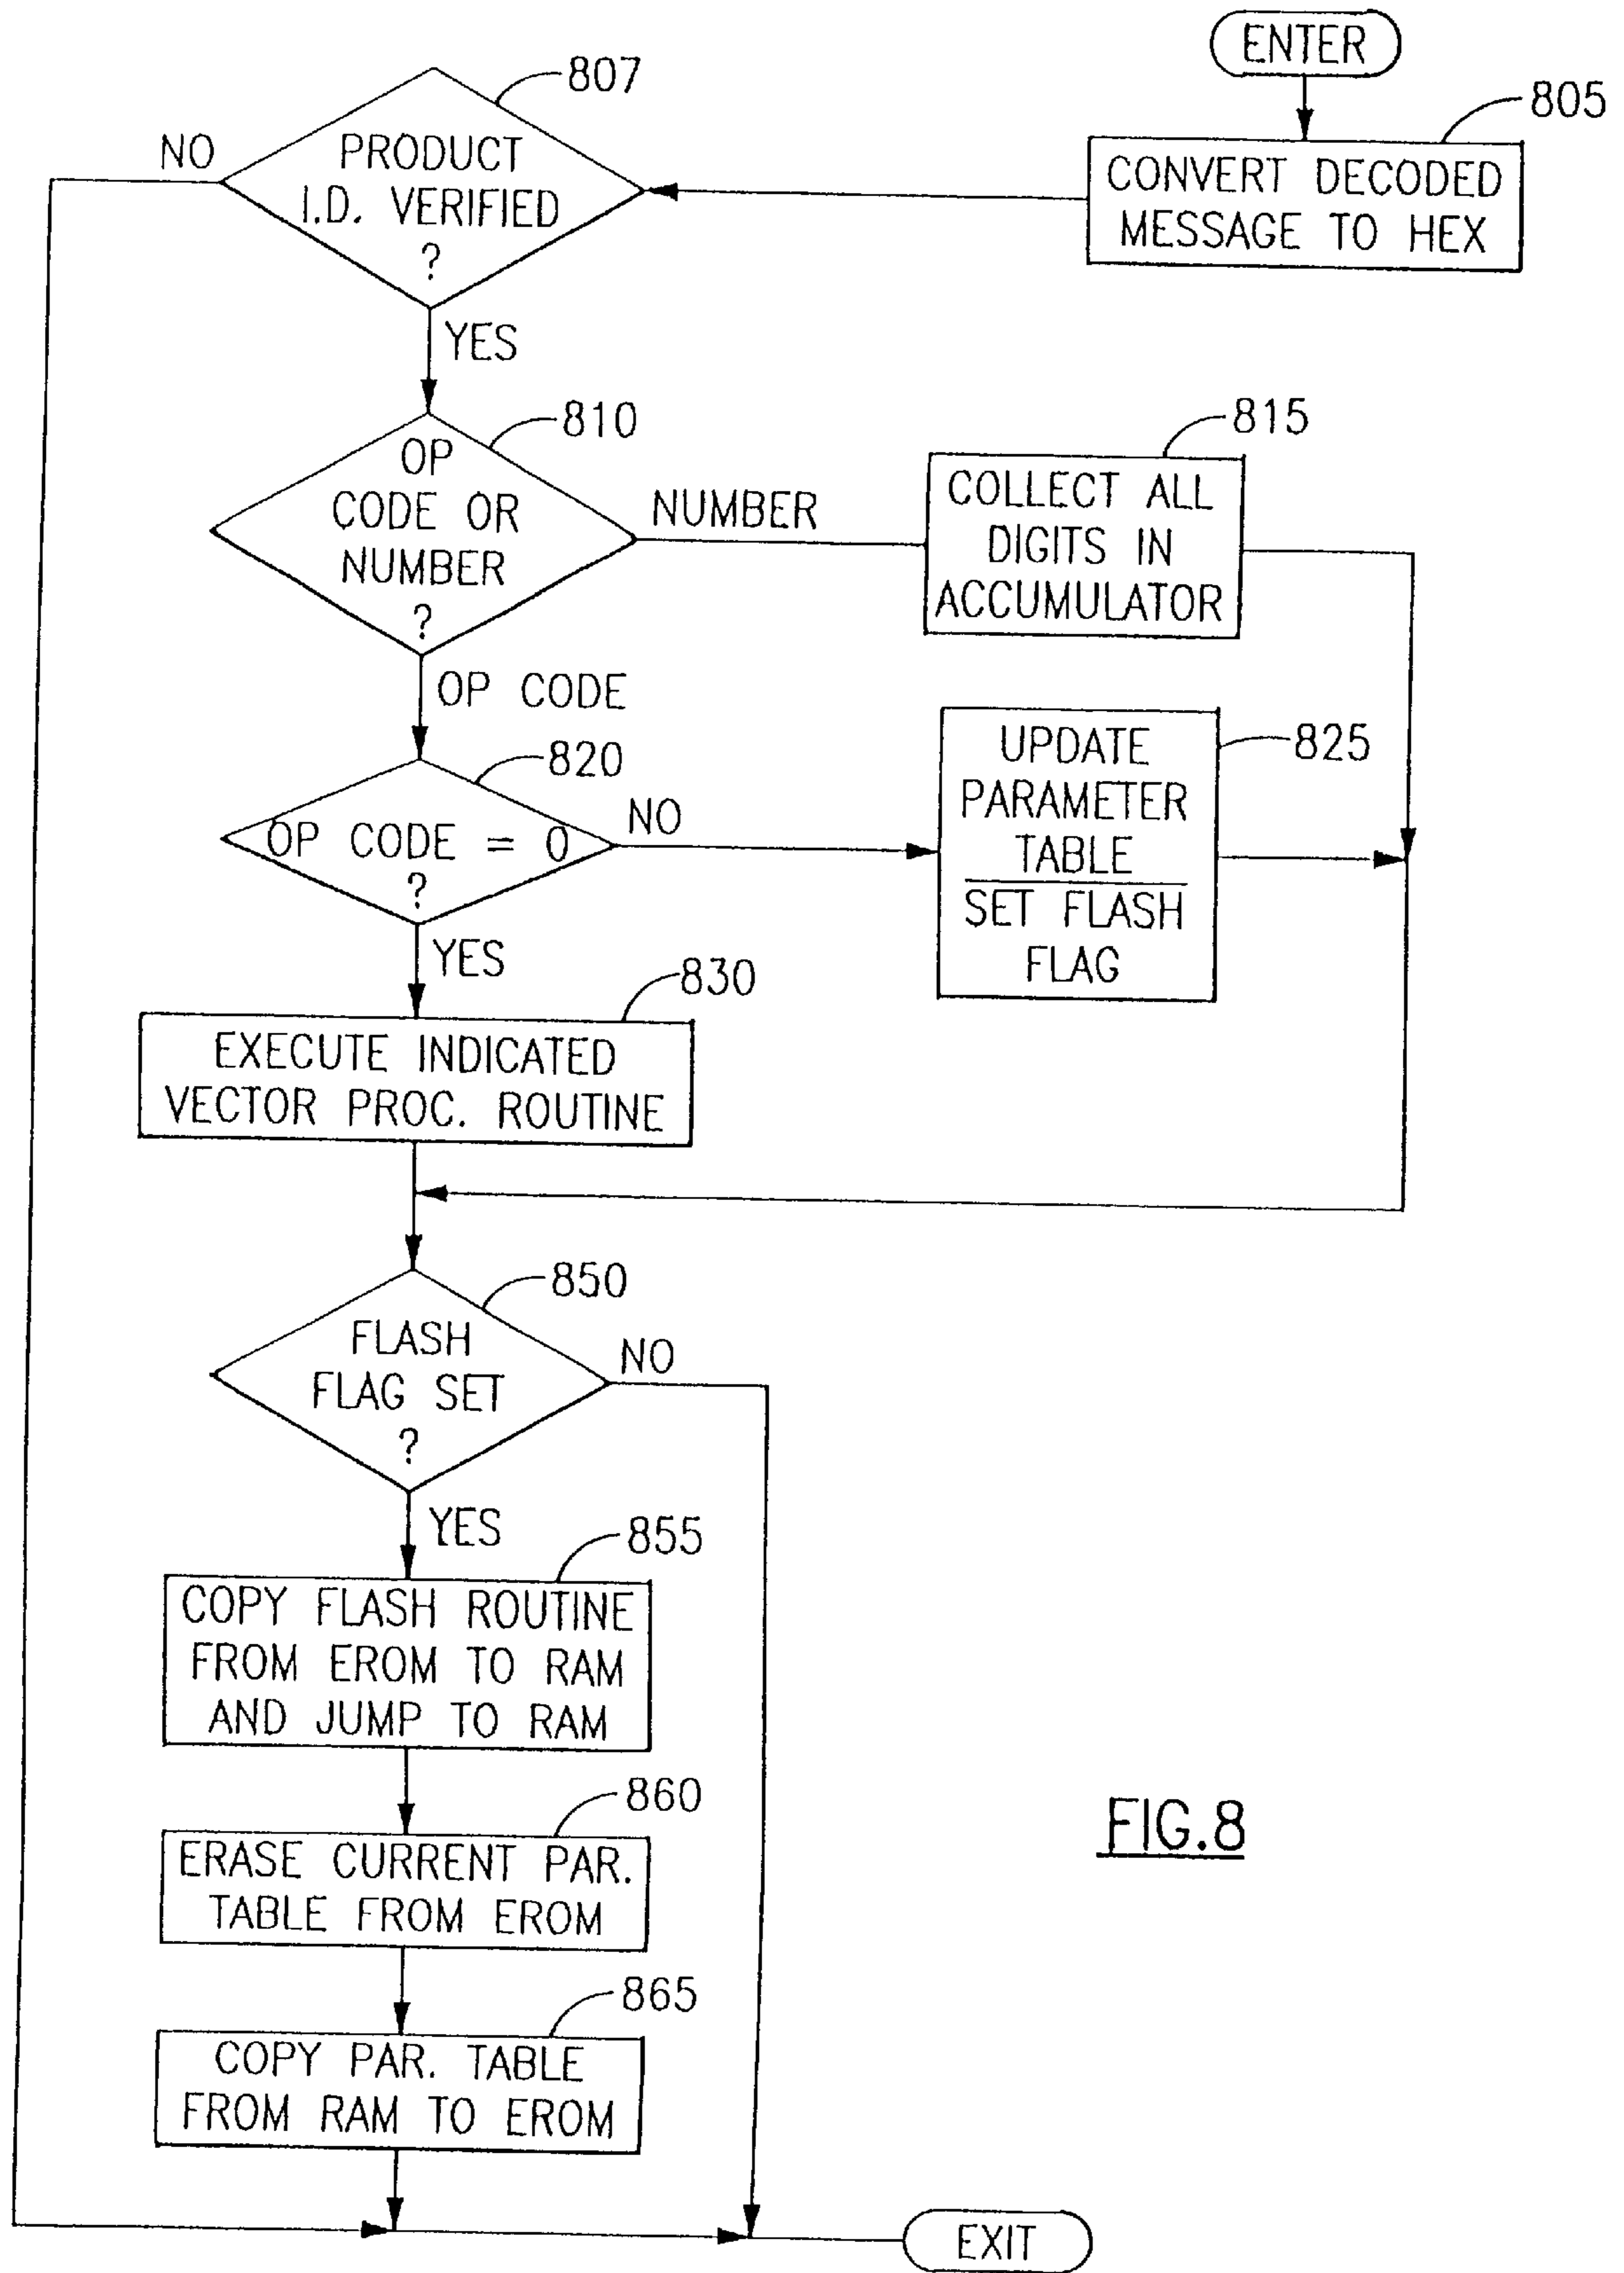 ENTER
805
CONVERT DECODED
MESSAGE TO HEX
807
PRODUCT
I.D. VERIFIED
?
NO
YES
810
OP
CODE OR
NUMBER
?
NUMBER
815
COLLECT ALL
DIGITS IN
ACCUMULATOR
OP CODE
820
OP CODE = 0
?
NO
825
UPDATE
PARAMETER
TABLE
SET FLASH
FLAG
YES
830
EXECUTE INDICATED
VECTOR PROC. ROUTINE
850
FLASH
FLAG SET
?
NO
YES
855
COPY FLASH ROUTINE
FROM EROM TO RAM
AND JUMP TO RAM
860
ERASE CURRENT PAR.
TABLE FROM EROM
865
COPY PAR. TABLE
FROM RAM TO EROM
EXIT
FIG.8